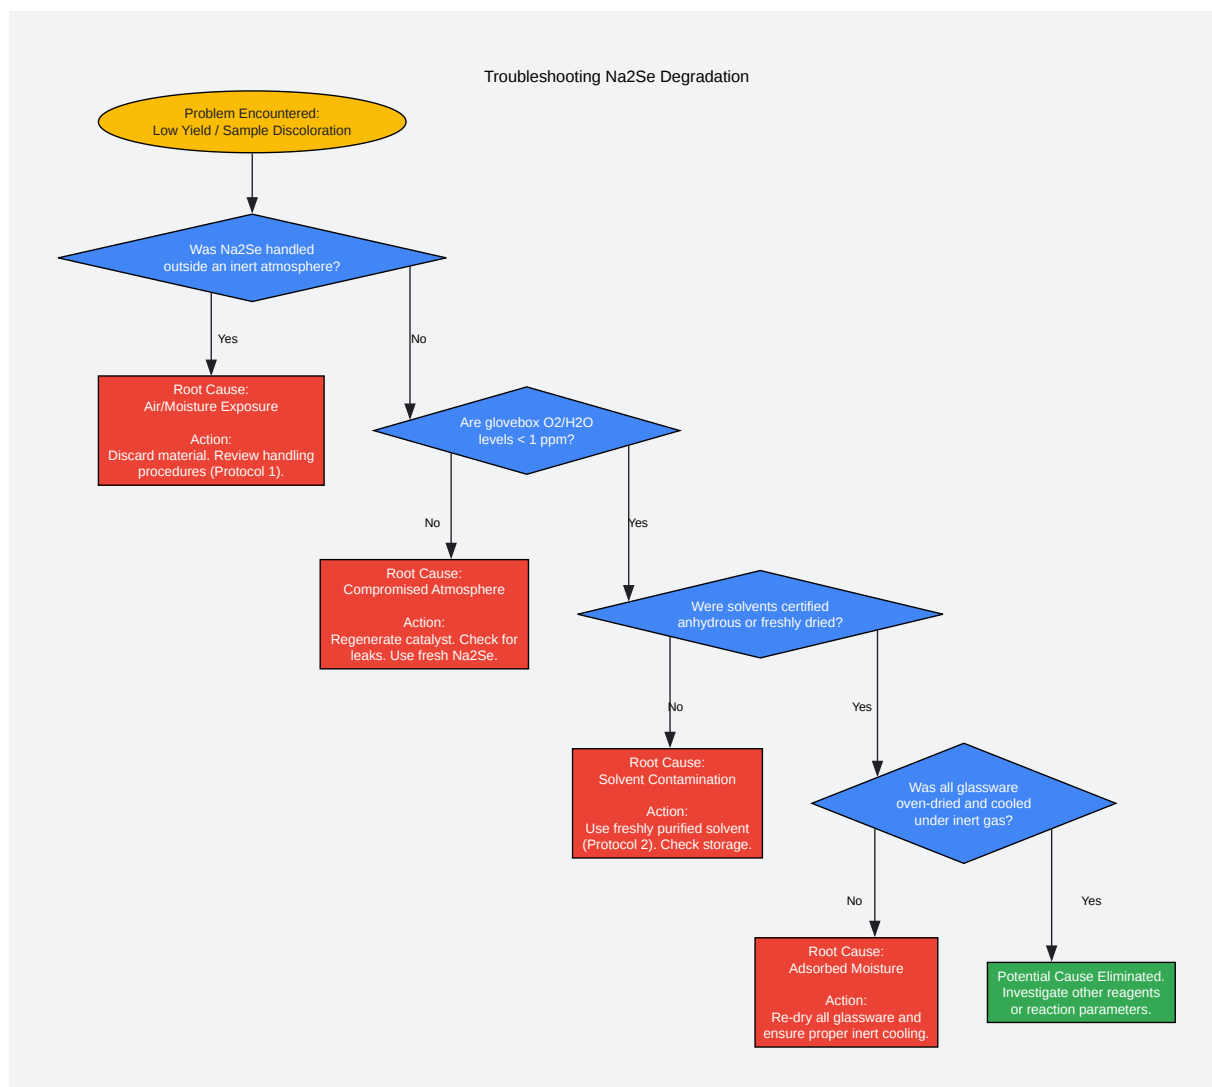 Troubleshooting Na2Se Degradation
Problem Encountered:
Low Yield / Sample Discoloration
Was Na2Se handled
outside an inert atmosphere?
Yes
No
Root Cause:
Air/Moisture Exposure
Action:
Discard material. Review handling
procedures (Protocol 1).
Are glovebox O2/H2O
levels < 1 ppm?
No
Yes
Root Cause:
Compromised Atmosphere
Action:
Regenerate catalyst. Check for
leaks. Use fresh Na2Se.
Were solvents certified
anhydrous or freshly dried?
No
Yes
Root Cause:
Solvent Contamination
Action:
Use freshly purified solvent
(Protocol 2). Check storage.
Was all glassware
oven-dried and cooled
under inert gas?
No
Yes
Root Cause:
Adsorbed Moisture
Action:
Re-dry all glassware and
ensure proper inert cooling.
Potential Cause Eliminated.
Investigate other reagents
or reaction parameters.